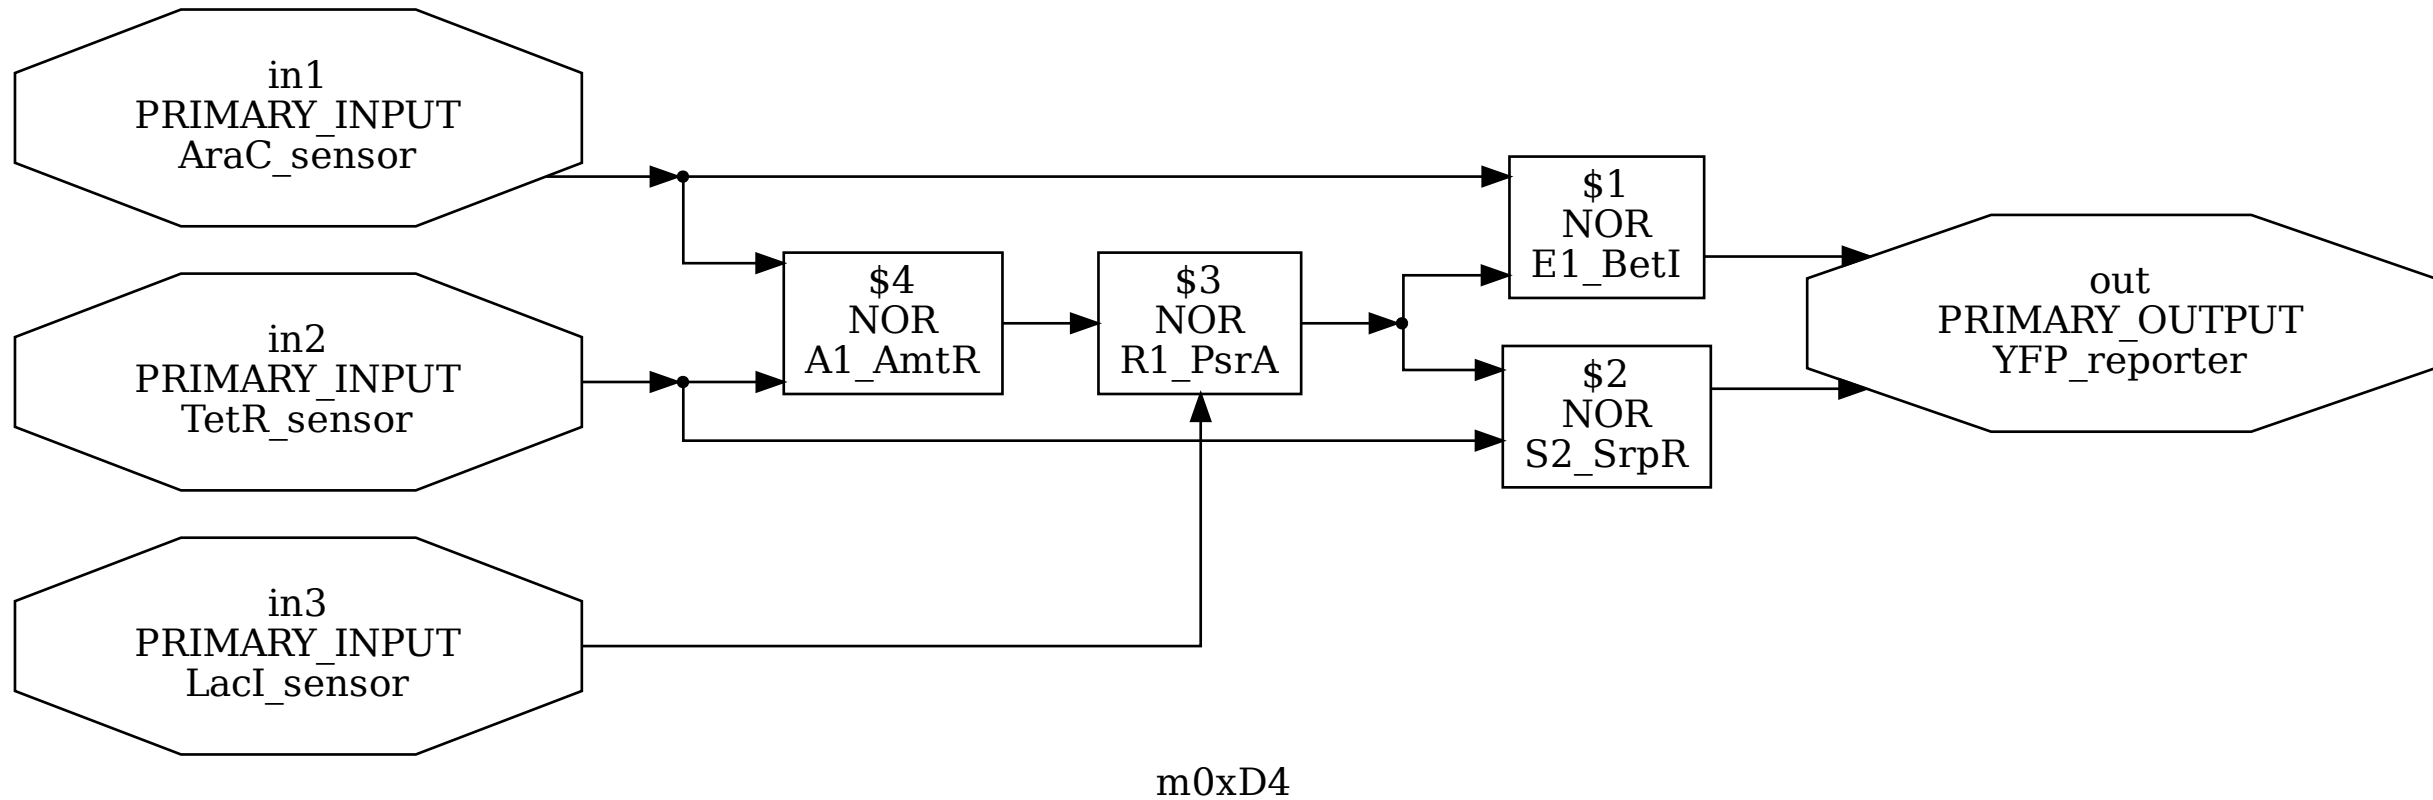 in1
PRIMARY_INPUT
AraC_sensor
in2
PRIMARY_INPUT
TetR_sensor
in3
PRIMARY_INPUT
LacI_sensor
$4
NOR
A1_AmtR
$3
NOR
R1_PsrA
$1
NOR
E1_BetI
$2
NOR
S2_SrpR
out
PRIMARY_OUTPUT
YFP_reporter
m0xD4